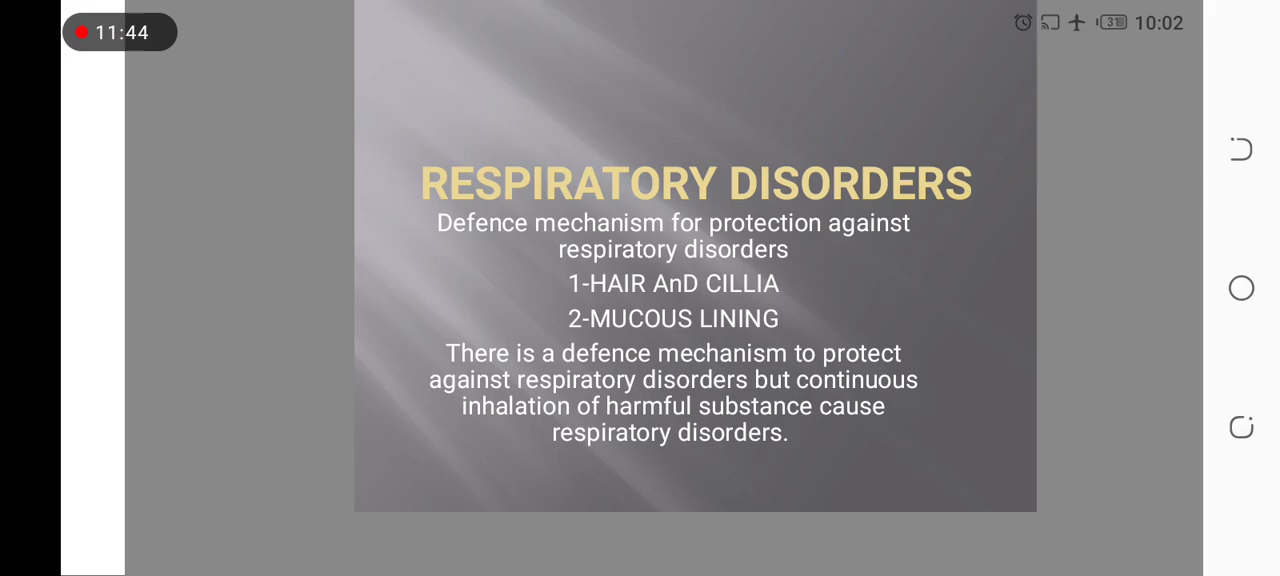 11:44
31
10:02
RESPIRATORY DISORDERS
Defence mechanism for protection against
respiratory disorders
1-HAIR AnD CILLIA
2-MUCOUS LINING
There is a defence mechanism to protect
against respiratory disorders but continuous
inhalation of harmful substance cause
respiratory disorders.